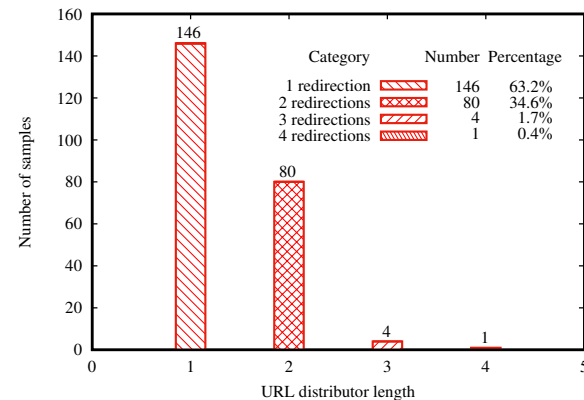 160
140
120
100
80
60
40
20
0
Number of samples
146
80
4
1
Category Number Percentage
1 redirection 146 63.2%
2 redirections 80 34.6%
3 redirections 4 1.7%
4 redirections 1 0.4%
0 1 2 3 4 5
URL distributor length